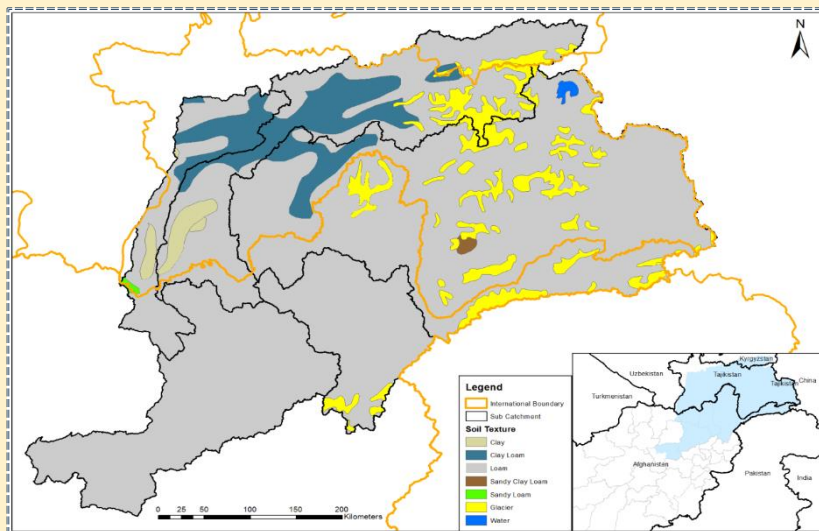 N
Legend
International Boundary
Sub Catchment
Soil Texture
Clay
Clay Loam
Loam
Sandy Clay Loam
Sandy Loam
Glacier
Water
0 25 50 100 150 200
Kilometers
Kyrgyzstan
Uzbekistan
Tajikistan
Tajikistan
China
Turkmenistan
Afghanistan
Pakistan
India